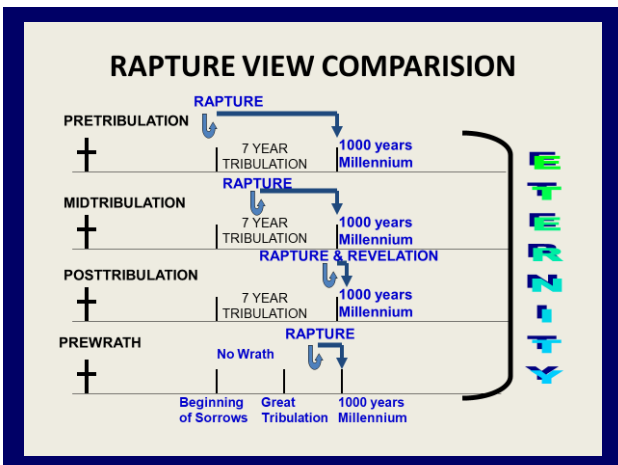 RAPTURE VIEW COMPARISION
RAPTURE
PRETRIBULATION
7 YEAR
TRIBULATION
1000 years
Millennium
RAPTURE
MIDTRIBULATION
7 YEAR
TRIBULATION
1000 years
Millennium
RAPTURE & REVELATION
POSTTRIBULATION
7 YEAR
TRIBULATION
1000 years
Millennium
RAPTURE
PREWRATH
No Wrath
Beginning
of Sorrows
Great
Tribulation
1000 years
Millennium
ETERNITY